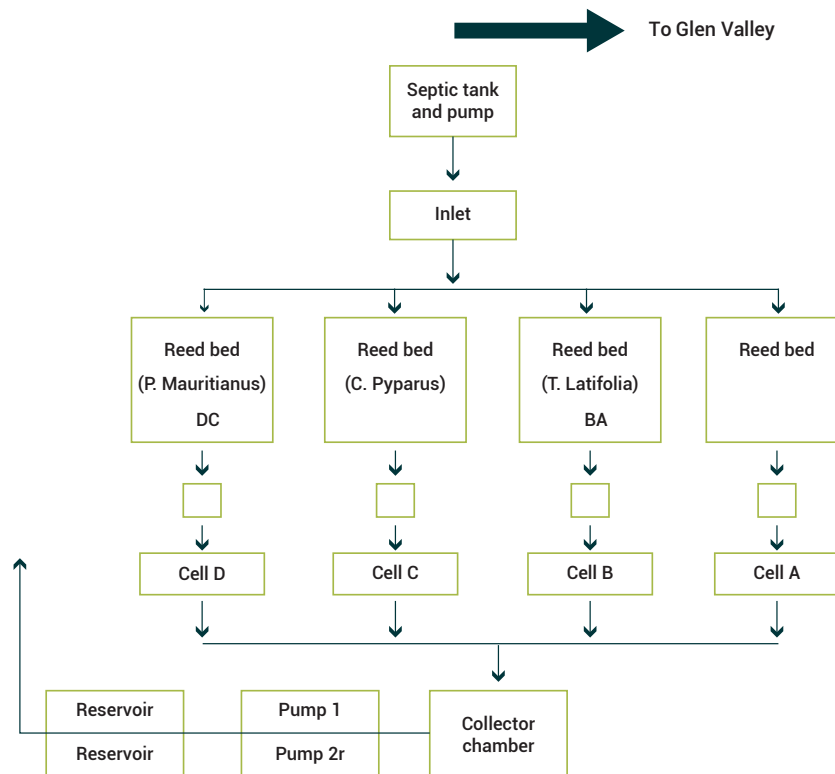 To Glen Valley
Septic tank
and pump
Inlet
Reed bed
(P. Mauritianus)
DC
Reed bed
(C. Pyparus)
Reed bed
(T. Latifolia)
BA
Reed bed
Cell D
Cell C
Cell B
Cell A
Reservoir
Reservoir
Pump 1
Pump 2r
Collector
chamber